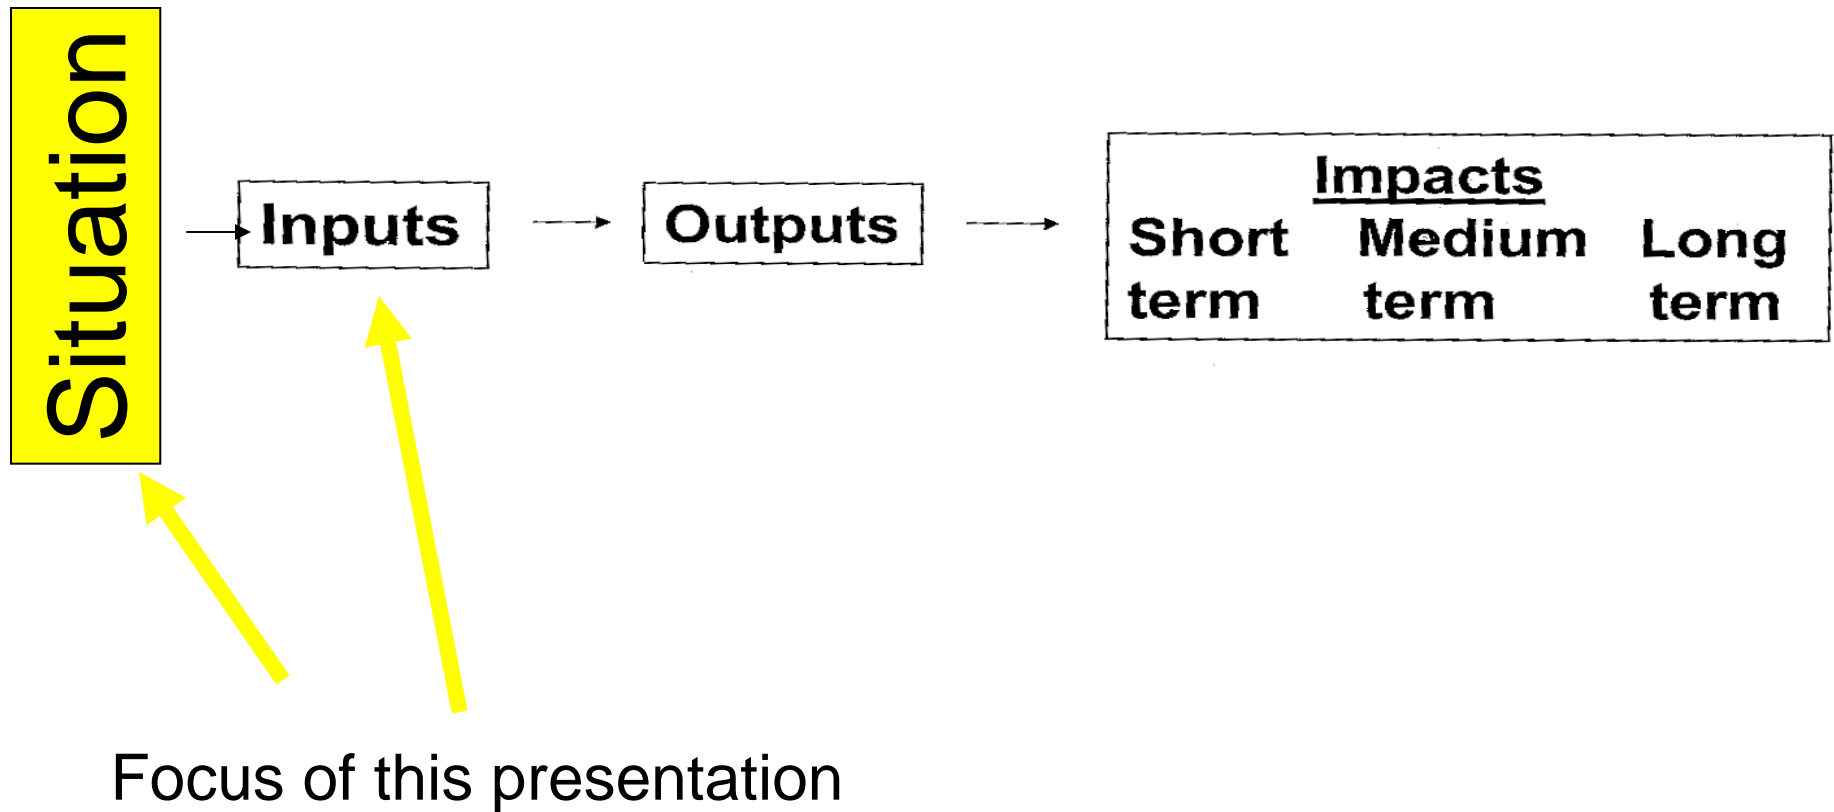 Situation
Inputs
Outputs
Impacts
Short Medium Long
term term term
Focus of this presentation